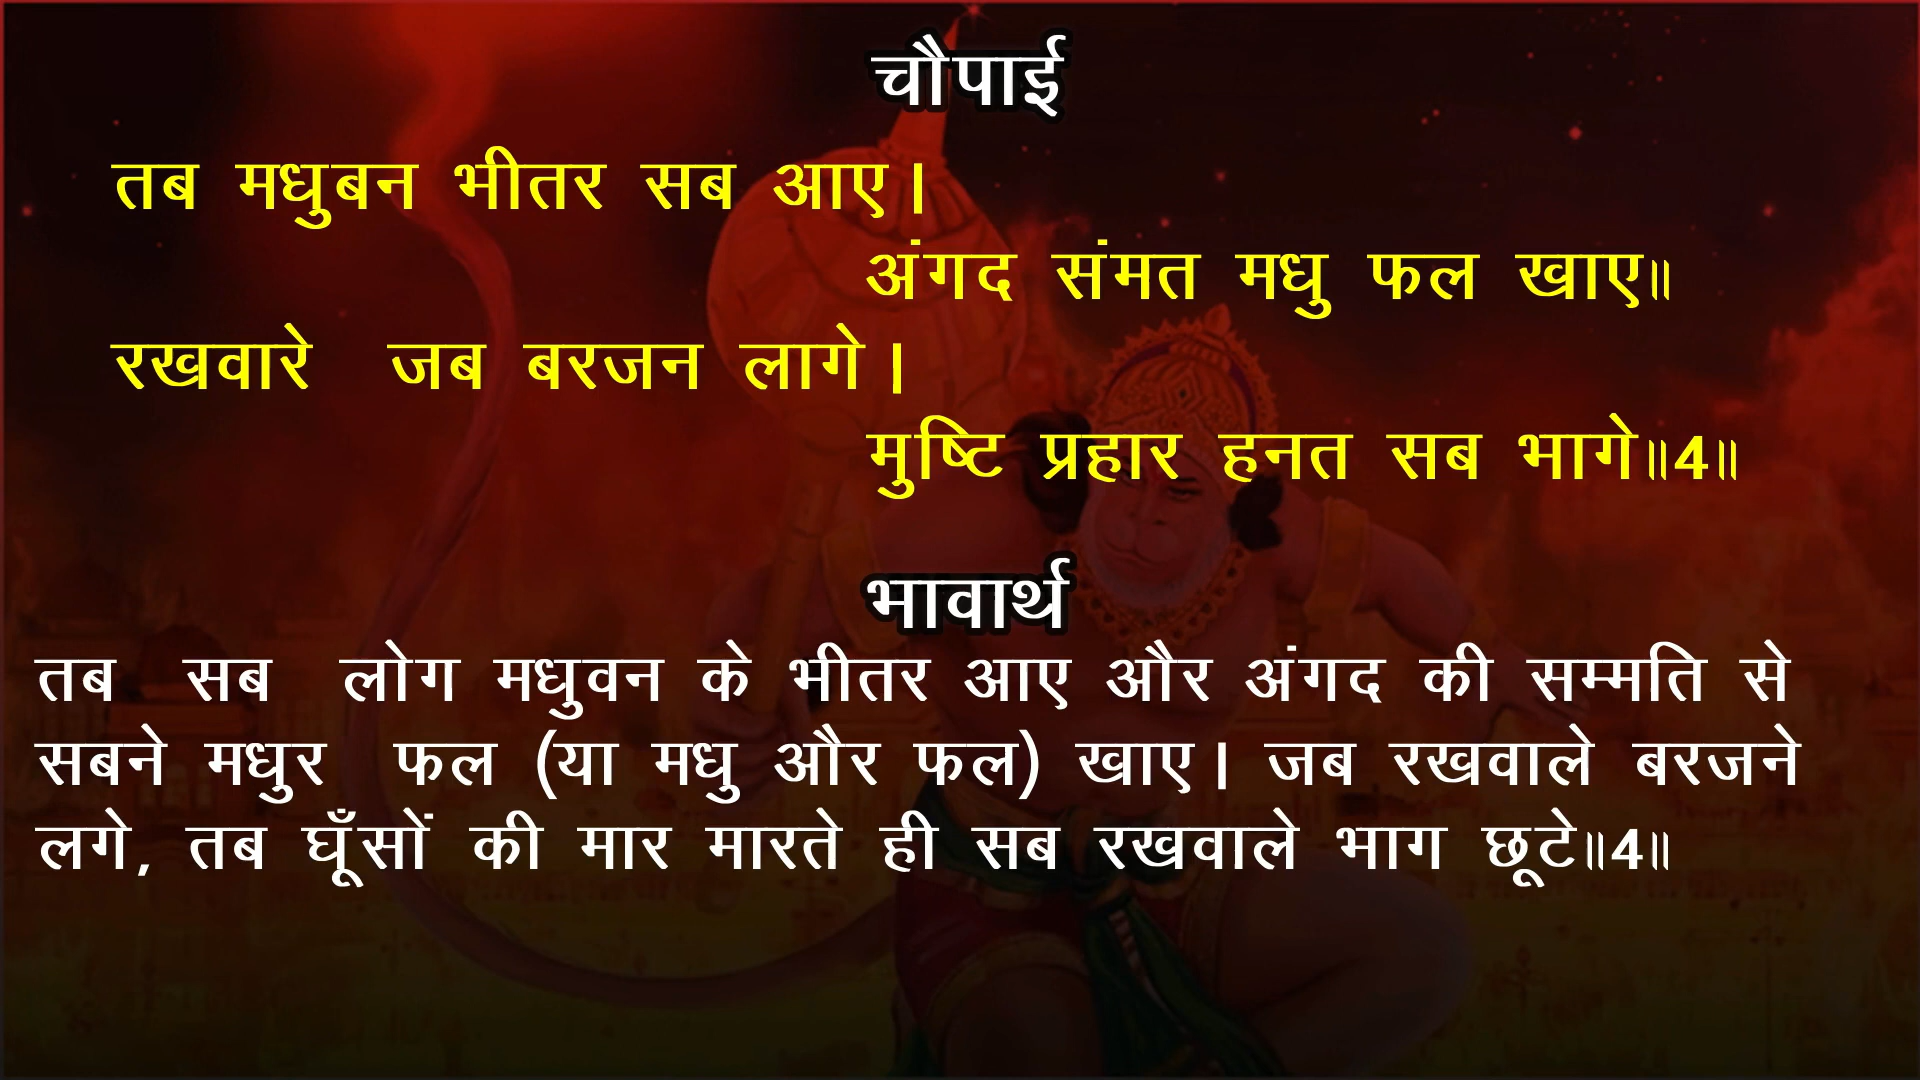 चौपाई
तब मधुबन भीतर सब आए।
अंगद संमत मधु फल खाए॥
रखवारे जब बरजन लागे।
मुष्टि प्रहार हनत सब भागे॥4॥
भावार्थ
तब सब लोग मधुवन के भीतर आए और अंगद की सम्मति से
सबने मधुर फल (या मधु और फल) खाए। जब रखवाले बरजने
लगे, तब घूँसों की मार मारते ही सब रखवाले भाग छूटे॥4॥